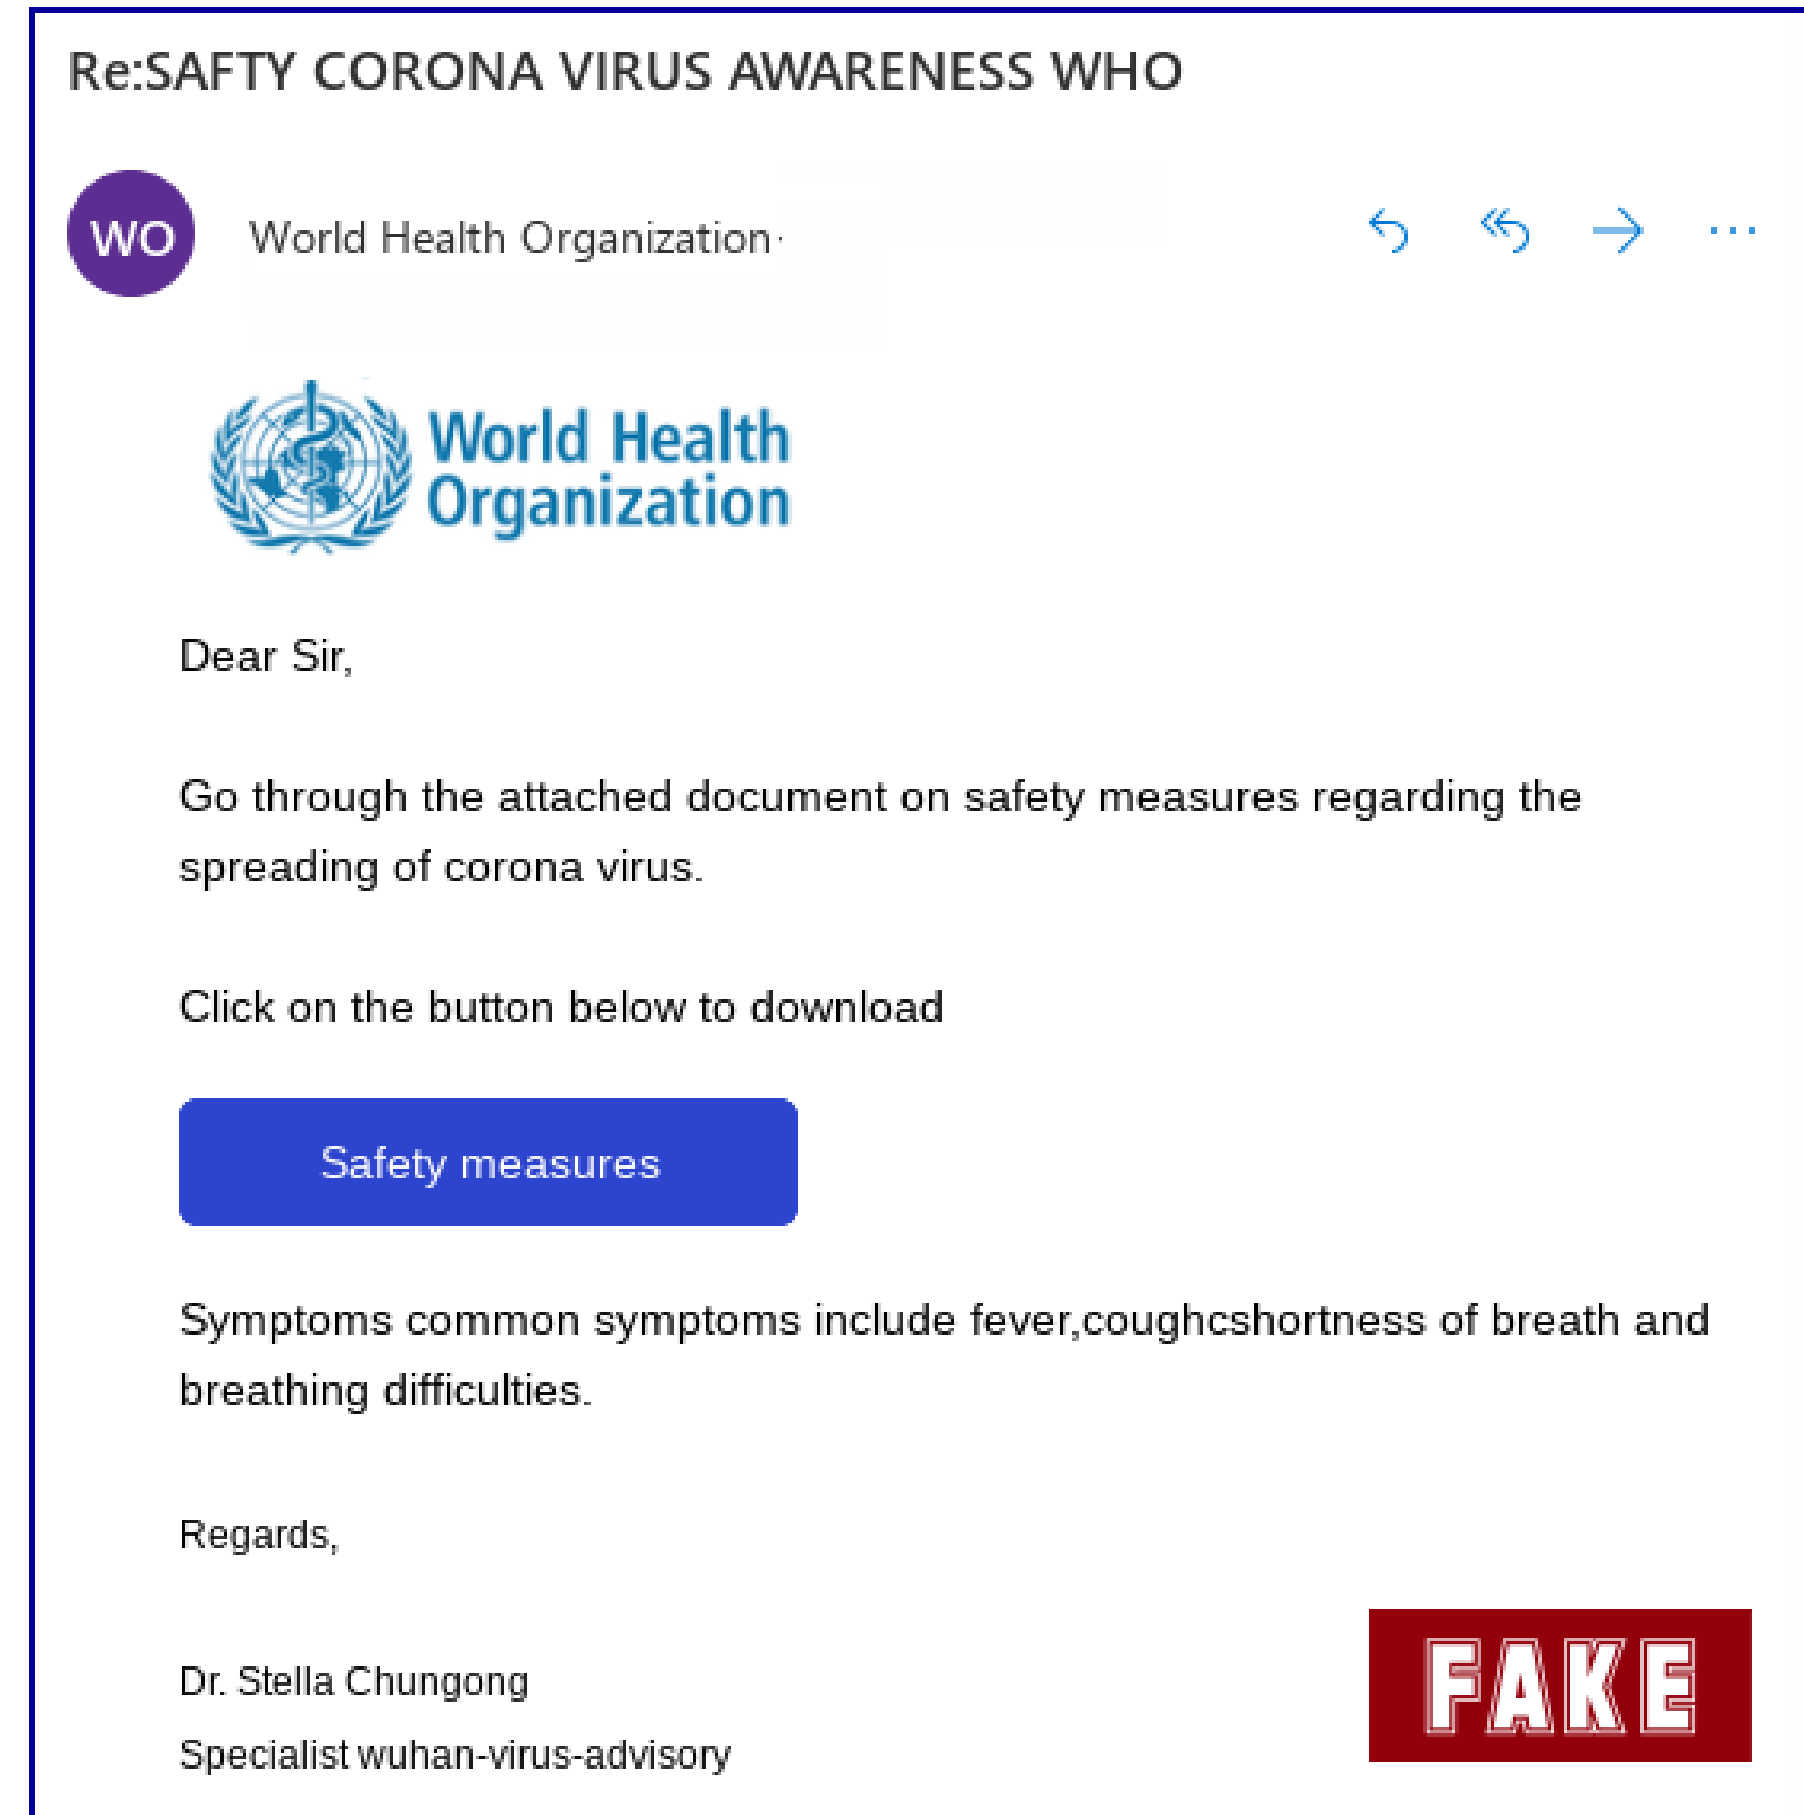 Re:SAFTY CORONA VIRUS AWARENESS WHO
WO
World Health Organization
World Health
Organization
Dear Sir,
Go through the attached document on safety measures regarding the
spreading of corona virus.
Click on the button below to download
Safety measures
Symptoms common symptoms include fever,coughcshortness of breath and
breathing difficulties.
Regards,
Dr. Stella Chungong
Specialist wuhan-virus-advisory
FAKE